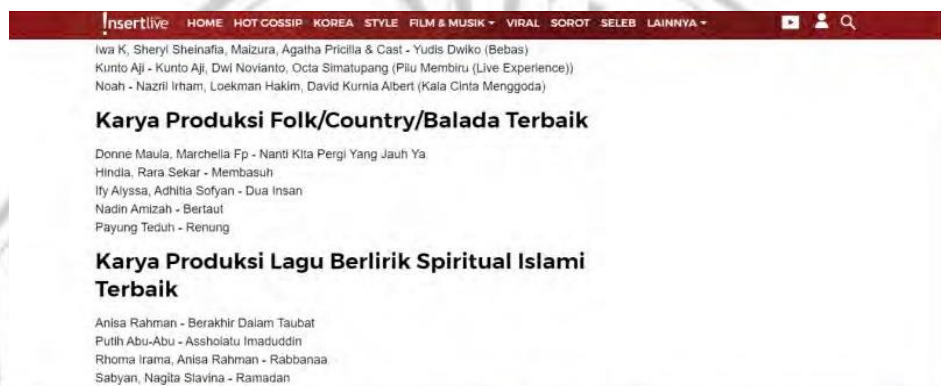 Insertlive HOME HOT GOSSIP KOREA STYLE FILM & MUSIK VIRAL SOROT SELEB LAINNYA
Iwa K, Sheryl Sheinafia, Maizura, Agatha Pricilla & Cast - Yudis Dwiko (Bebas)
Kunto Aji - Kunto Aji, Dwi Novianto, Octa Simatupang (Pilu Membiru (Live Experience))
Noah - Nazril Irham, Loekman Hakim, David Kurnia Albert (Kala Cinta Menggoda)
Karya Produksi Folk/Country/Balada Terbaik
Donne Maula, Marchella Fp - Nanti Kita Pergi Yang Jauh Ya
Hindia, Rara Sekar - Membasuh
Ify Alyssa, Adhitia Sofyan - Dua Insan
Nadin Amizah - Bertaut
Payung Teduh - Renung
Karya Produksi Lagu Berlirik Spiritual Islami
Terbaik
Anisa Rahman - Berakhir Dalam Taubat
Putih Abu-Abu - Assholatu Imaduddin
Rhoma Irama, Anisa Rahman - Rabbanaa
Sabyan, Nagita Slavina - Ramadan